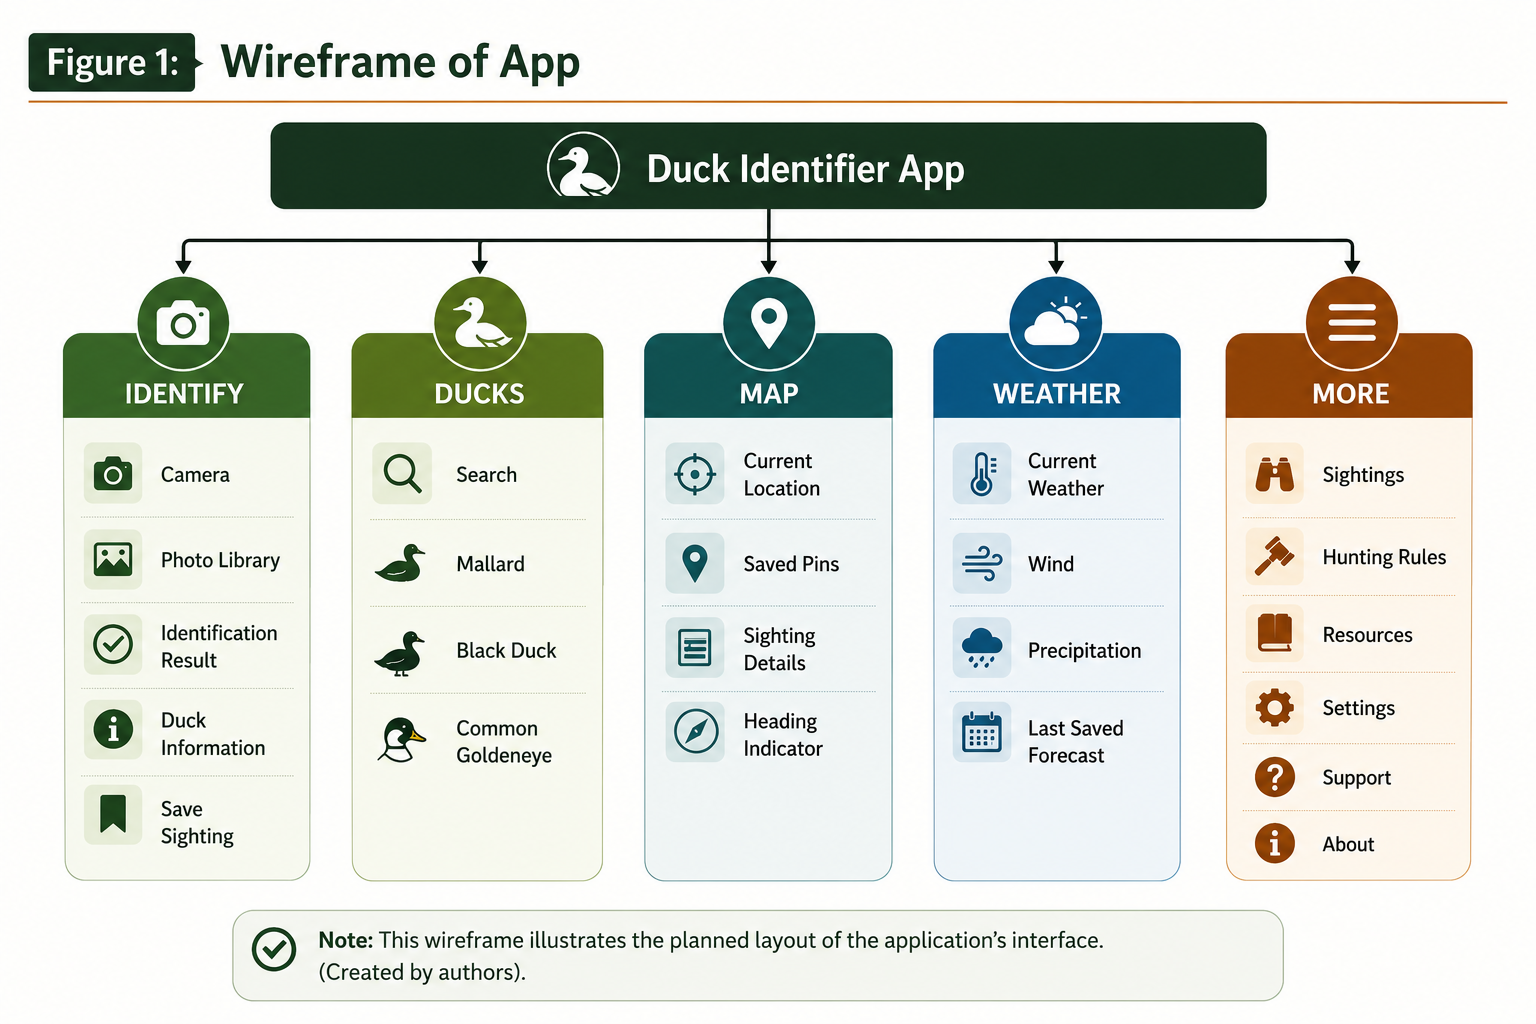 Figure 1:
Wireframe of App
Duck Identifier App
IDENTIFY
Camera
Photo Library
Identification
Result
Duck
Information
Save
Sighting
DUCKS
Search
Mallard
Black Duck
Common
Goldeneye
MAP
Current
Location
Saved Pins
Sighting
Details
Heading
Indicator
WEATHER
Current
Weather
Wind
Precipitation
Last Saved
Forecast
MORE
Sightings
Hunting Rules
Resources
Settings
Support
About
Note: This wireframe illustrates the planned layout of the application’s interface.
(Created by authors).